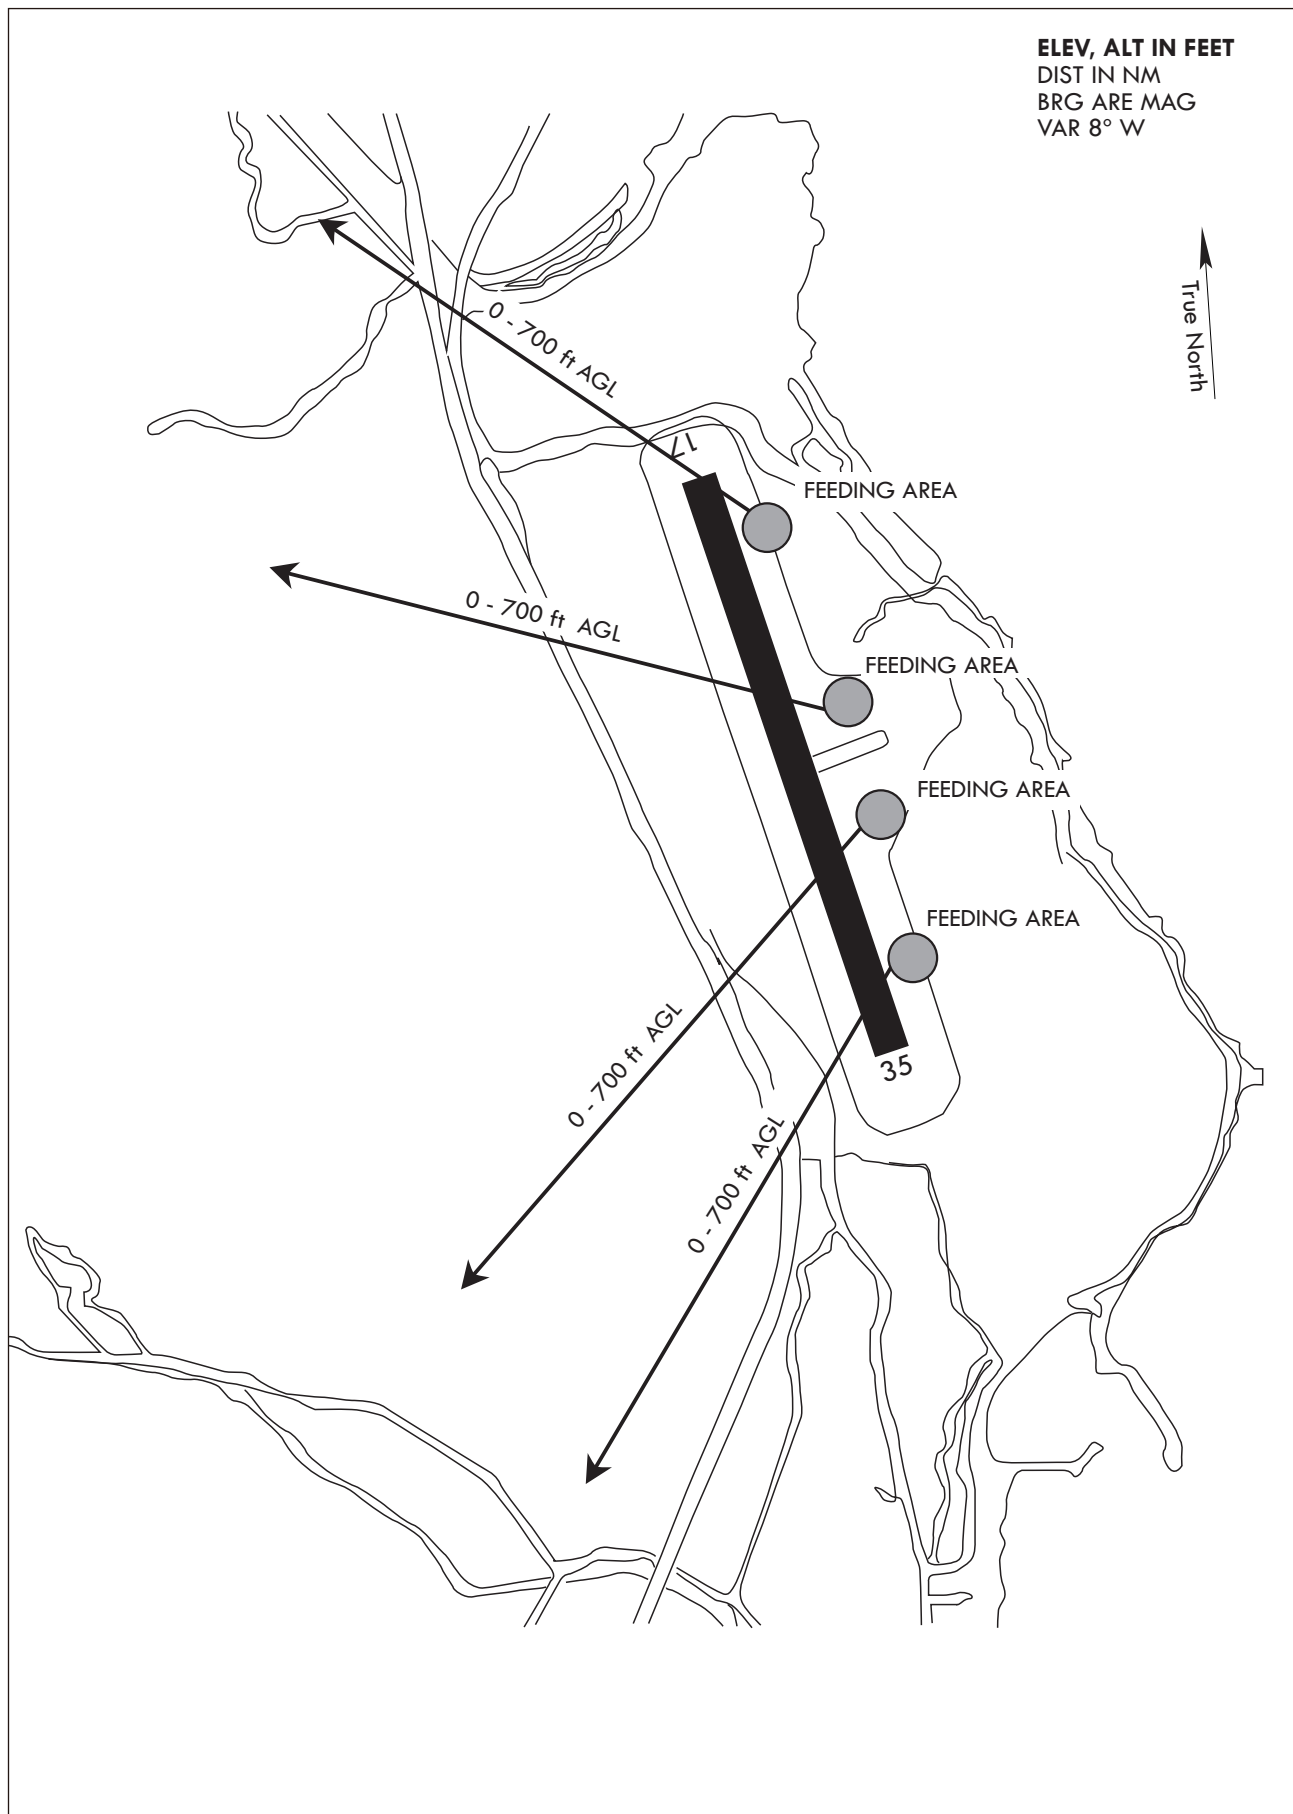 ELEV, ALT IN FEET
DIST IN NM
BRG ARE MAG
VAR 8° W
True North
0 - 700 ft AGL
17
FEEDING AREA
0 - 700 ft AGL
FEEDING AREA
FEEDING AREA
FEEDING AREA
0 - 700 ft AGL
35
0 - 700 ft AGL